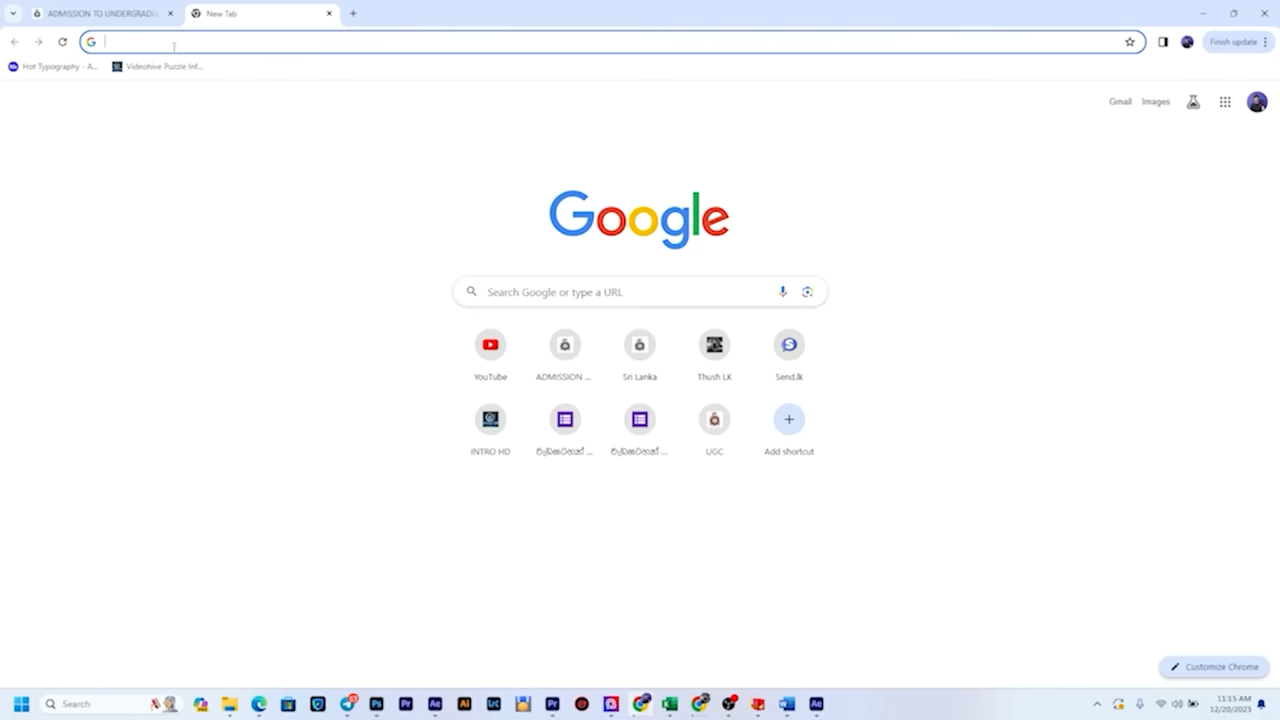 ADMISSION TO UNDERGRADU
New Tab
Finish update
Hot Typography - A...
Videohive Puzzle Inf...
Gmail
Images
Google
Search Google or type a URL
YouTube
ADMISSION ...
Sri Lanka
Thush LK
Send.lk
INTRO HD
වැඩසටහන් ...
වැඩසටහන් ...
UGC
Add shortcut
Customize Chrome
Search
11:15 AM
12/20/2023